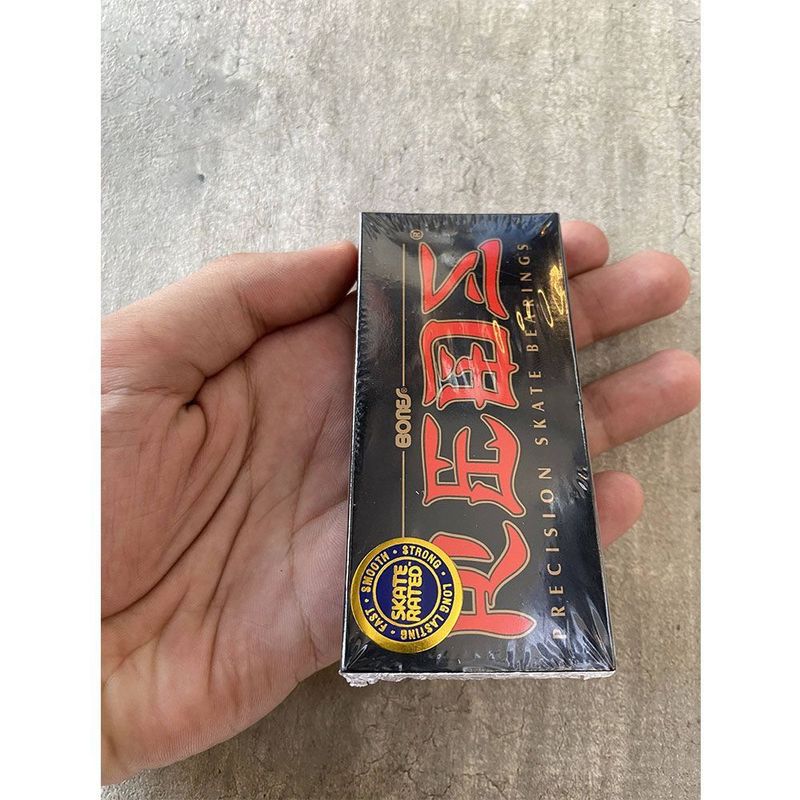 BONES®
REDS®
PRECISION SKATE BEARINGS
FAST • SMOOTH • STRONG • LONG LASTING •
SKATE
RATED